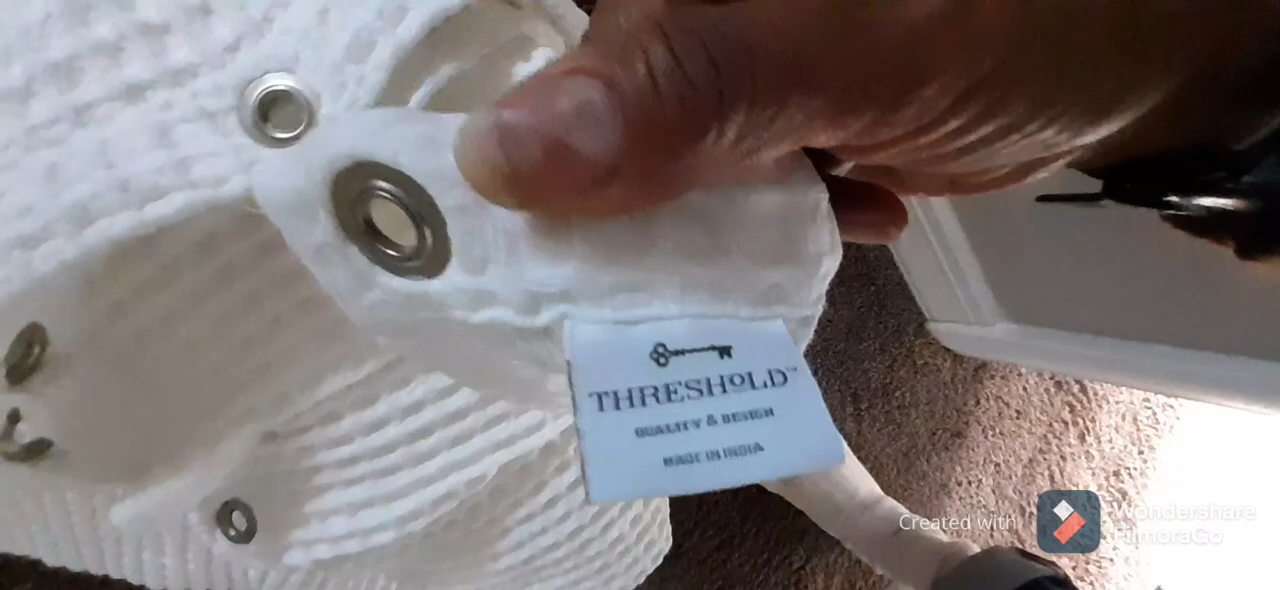 THRESHOLD™
QUALITY & DESIGN
MADE IN INDIA
Created with
Wondershare
FilmoraGo